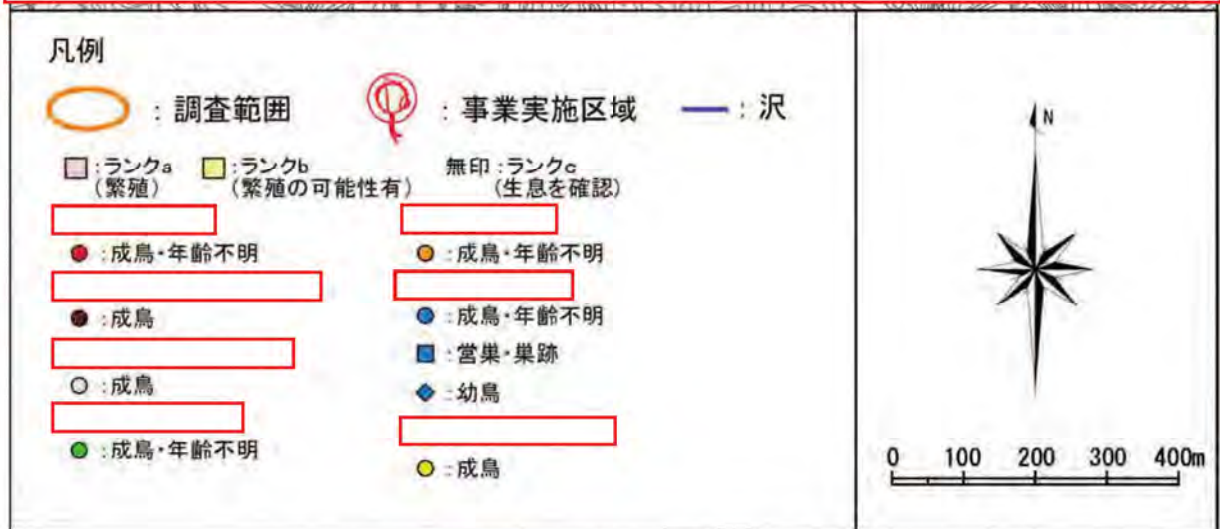 凡例
：調査範囲 ：事業実施区域 ：沢
：ランクa ：ランクb 無印：ランクc
（繁殖） （繁殖の可能性有） （生息を確認）
：成鳥・年齢不明 ：成鳥・年齢不明
：成鳥 ：成鳥・年齢不明
：営巣・巣跡
：成鳥 ：幼鳥
：成鳥・年齢不明 ：成鳥
N
0 100 200 300 400m